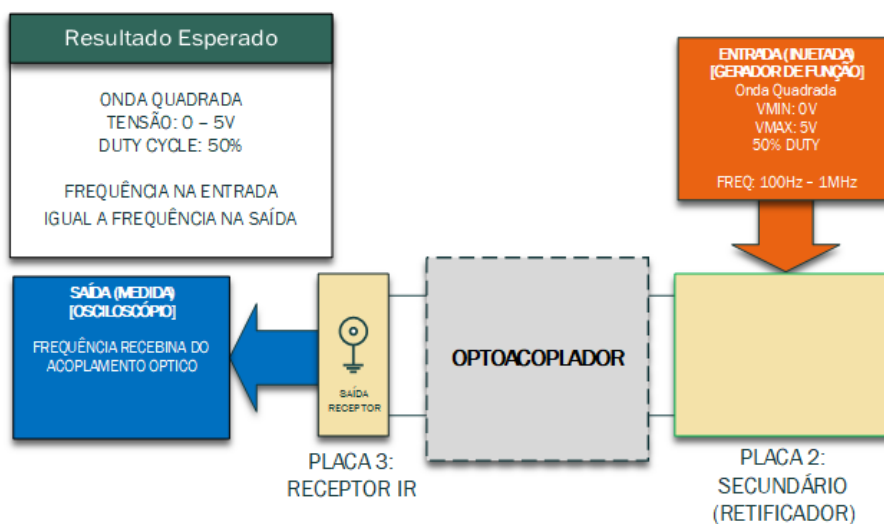 Resultado Esperado
ONDA QUADRADA
TENSÃO: 0 – 5V
DUTY CYCLE: 50%
FREQUÊNCIA NA ENTRADA
IGUAL A FREQUÊNCIA NA SAÍDA
ENTRADA (INJETADA)
[GERADOR DE FUNÇÃO]
Onda Quadrada
VMIN: 0V
VMAX: 5V
50% DUTY
FREQ: 100Hz – 1MHz
SAÍDA (MEDIDA)
[OSCILOSCÓPIO]
FREQUÊNCIA RECEBINA DO
ACOPLAMENTO OPTICO
SAÍDA
RECEPTOR
OPTOACOPLADOR
PLACA 3:
RECEPTOR IR
PLACA 2:
SECUNDÁRIO
(RETIFICADOR)